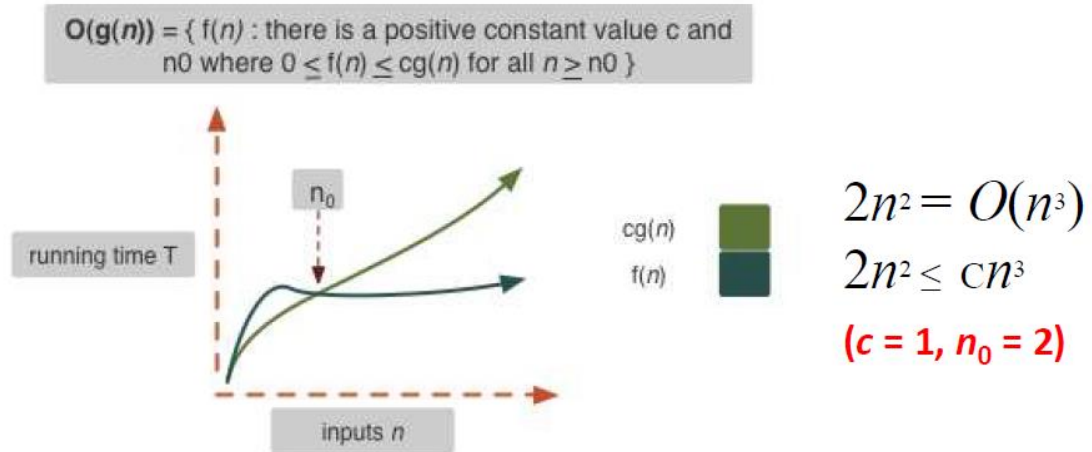 O(g(n)) = { f(n) : there is a positive constant value c and
n0 where 0 ≤ f(n) ≤ cg(n) for all n ≥ n0 }
n₀
running time T
inputs n
cg(n)
f(n)
2n² = O(n³)
2n² ≤ cn³
(c = 1, n₀ = 2)